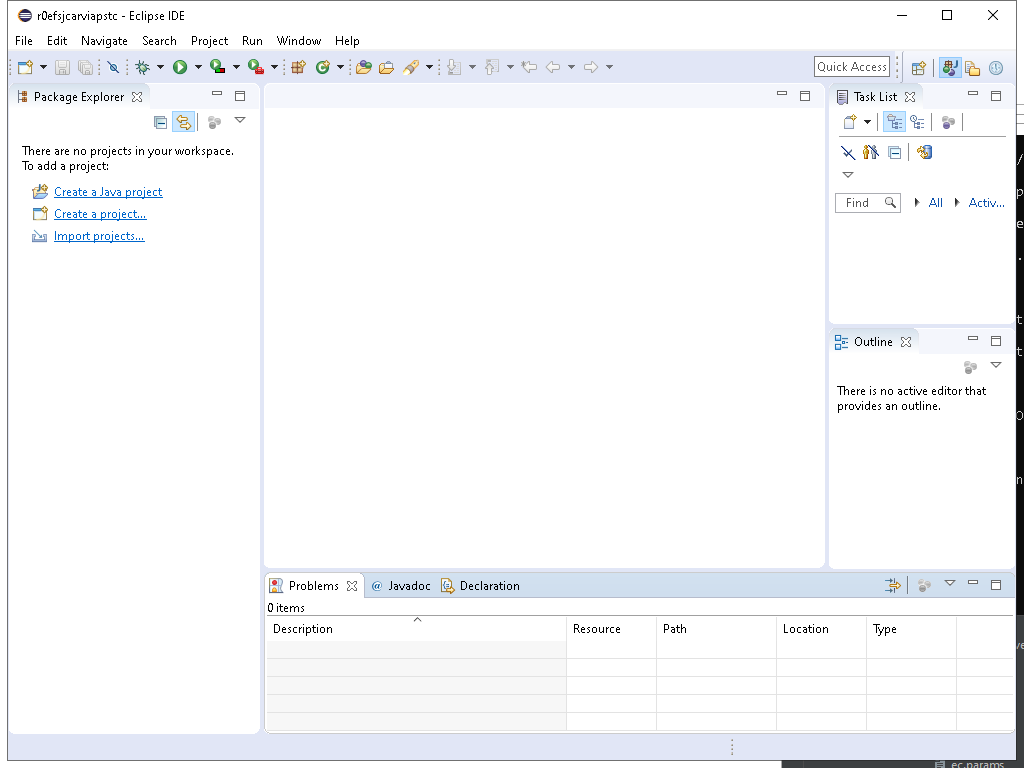 r0efsjcarviapstc - Eclipse IDE
File Edit Navigate Search Project Run Window Help
Quick Access
Package Explorer
There are no projects in your workspace.
To add a project:
Create a Java project
Create a project...
Import projects...
Task List
Find All Activ...
Outline
There is no active editor that
provides an outline.
Problems @ Javadoc Declaration
0 items
Description Resource Path Location Type
ec.params